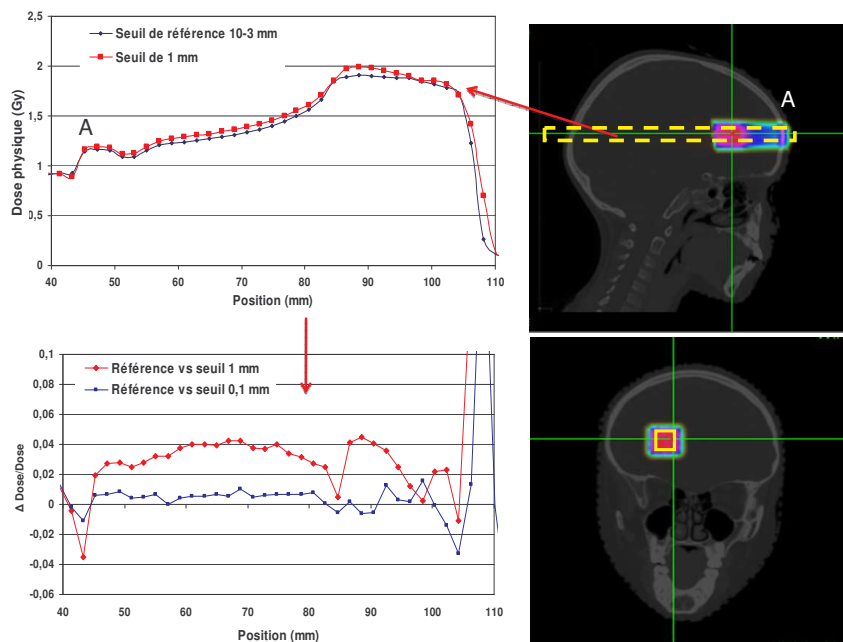 Seuil de référence 10-3 mm
Seuil de 1 mm
A
Dose physique (Gy)
2,5
2
1,5
1
0,5
0
40 50 60 70 80 90 100 110
Position (mm)
A
Référence vs seuil 1 mm
Référence vs seuil 0,1 mm
Δ Dose/Dose
0,1
0,08
0,06
0,04
0,02
0
-0,02
-0,04
-0,06
40 50 60 70 80 90 100 110
Position (mm)